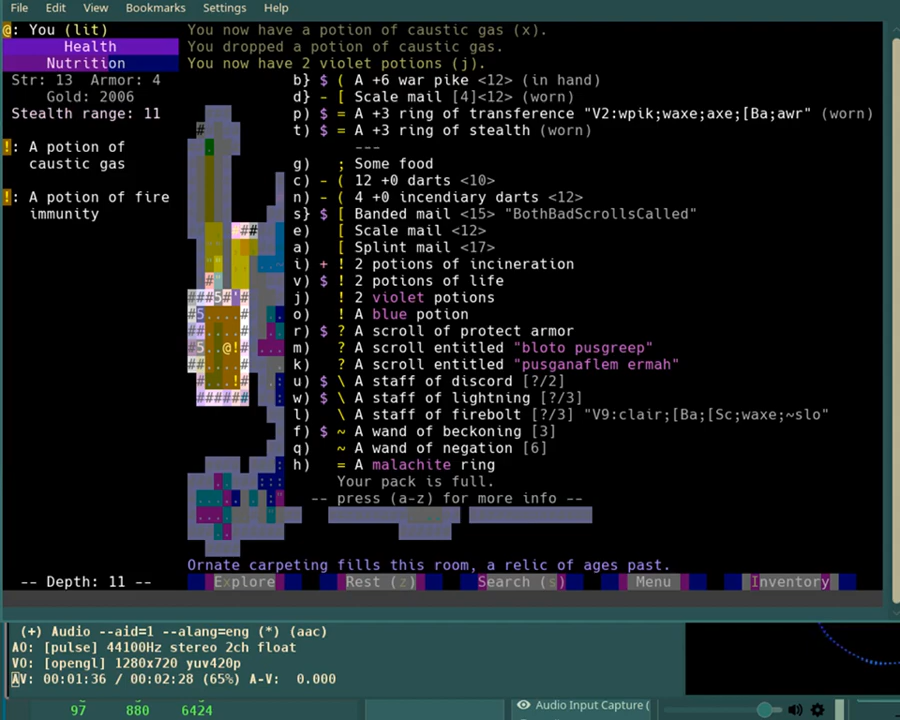 File Edit View Bookmarks Settings Help
@: You (lit)
Health
Nutrition
Str: 13 Armor: 4
Gold: 2006
Stealth range: 11
!: A potion of
caustic gas
!: A potion of fire
immunity
-- Depth: 11 --
You now have a potion of caustic gas (x).
You dropped a potion of caustic gas.
You now have 2 violet potions (j).
b} $ ( A +6 war pike <12> (in hand)
d} - [ Scale mail [4]<12> (worn)
p) $ = A +3 ring of transference "V2:wpik;waxe;axe;[Ba;awr" (worn)
t) $ = A +3 ring of stealth (worn)
---
g) ; Some food
c) - ( 12 +0 darts <10>
n) - ( 4 +0 incendiary darts <12>
s} $ [ Banded mail <15> "BothBadScrollsCalled"
e) [ Scale mail <12>
a) [ Splint mail <17>
i) + ! 2 potions of incineration
v) $ ! 2 potions of life
j) ! 2 violet potions
o) ! A blue potion
r) $ ? A scroll of protect armor
m) ? A scroll entitled "bloto pusgreep"
k) ? A scroll entitled "pusganaflem ermah"
u) $ \ A staff of discord [?/2]
w) $ \ A staff of lightning [?/3]
l) \ A staff of firebolt [?/3] "V9:clair;[Ba;[Sc;waxe;~slo"
f) $ ~ A wand of beckoning [3]
q) ~ A wand of negation [6]
h) = A malachite ring
Your pack is full.
-- press (a-z) for more info --
Ornate carpeting fills this room, a relic of ages past.
Explore Rest (z) Search (s) Menu Inventory
(+) Audio --aid=1 --alang=eng (*) (aac)
AO: [pulse] 44100Hz stereo 2ch float
VO: [opengl] 1280x720 yuv420p
AV: 00:01:36 / 00:02:28 (65%) A-V: 0.000
97 880 6424
Audio Input Capture (